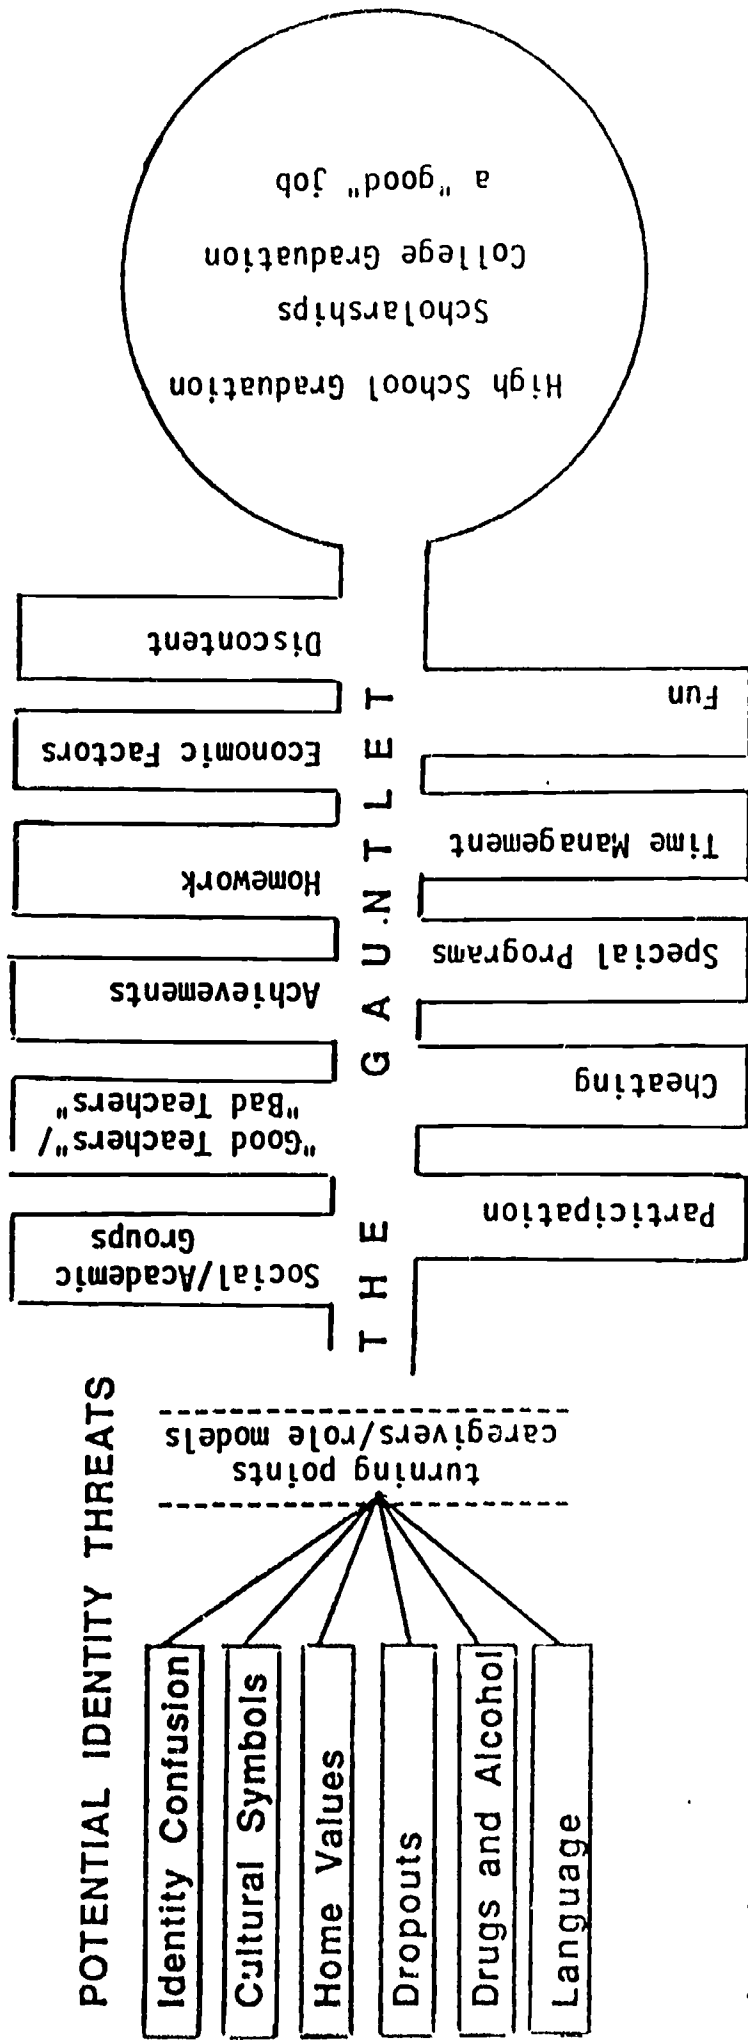 POTENTIAL IDENTITY THREATS
Identity Confusion
Cultural Symbols
Home Values
Dropouts
Drugs and Alcohol
Language
turning points
caregivers/role models
THE GAUNTLET
Social/Academic
Groups
"Good Teachers"/
"Bad Teachers"
Achievements
Homework
Economic Factors
Discontent
Participation
Cheating
Special Programs
Time Management
Fun
High School Graduation
Scholarships
College Graduation
a "good" job